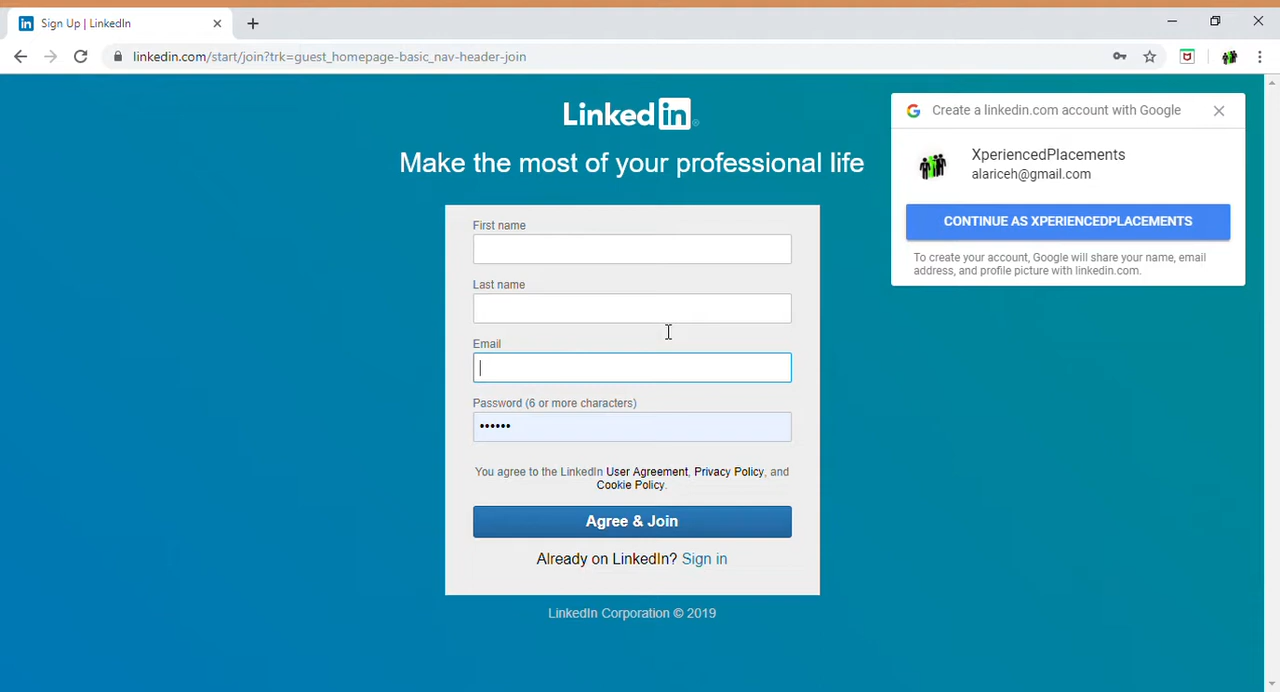 Sign Up | LinkedIn
linkedin.com/start/join?trk=guest_homepage-basic_nav-header-join
Linked in
Make the most of your professional life
First name
Last name
Email
Password (6 or more characters)
••••••
You agree to the LinkedIn User Agreement, Privacy Policy, and
Cookie Policy.
Agree & Join
Already on LinkedIn? Sign in
LinkedIn Corporation © 2019
Create a linkedin.com account with Google
XperiencedPlacements
alariceh@gmail.com
CONTINUE AS XPERIENCEDPLACEMENTS
To create your account, Google will share your name, email
address, and profile picture with linkedin.com.